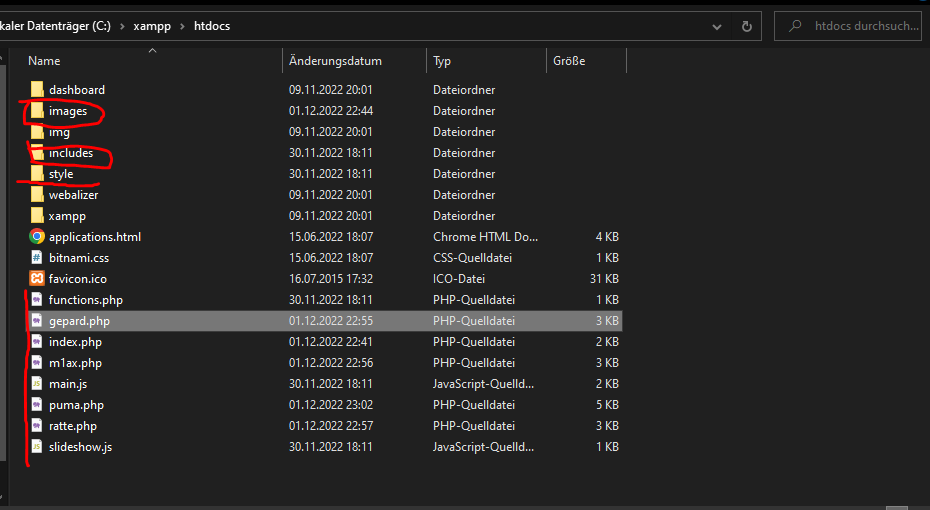 kaler Datenträger (C:) > xampp > htdocs htdocs durchsuch...
Name Änderungsdatum Typ Größe
dashboard 09.11.2022 20:01 Dateiordner
images 01.12.2022 22:44 Dateiordner
img 09.11.2022 20:01 Dateiordner
includes 30.11.2022 18:11 Dateiordner
style 30.11.2022 18:11 Dateiordner
webalizer 09.11.2022 20:01 Dateiordner
xampp 09.11.2022 20:01 Dateiordner
applications.html 15.06.2022 18:07 Chrome HTML Do... 4 KB
bitnami.css 15.06.2022 18:07 CSS-Quelldatei 1 KB
favicon.ico 16.07.2015 17:32 ICO-Datei 31 KB
functions.php 30.11.2022 18:11 PHP-Quelldatei 1 KB
gepard.php 01.12.2022 22:55 PHP-Quelldatei 3 KB
index.php 01.12.2022 22:41 PHP-Quelldatei 2 KB
m1ax.php 01.12.2022 22:56 PHP-Quelldatei 3 KB
main.js 30.11.2022 18:11 JavaScript-Quelld... 2 KB
puma.php 01.12.2022 23:02 PHP-Quelldatei 5 KB
ratte.php 01.12.2022 22:57 PHP-Quelldatei 3 KB
slideshow.js 30.11.2022 18:11 JavaScript-Quelld... 1 KB